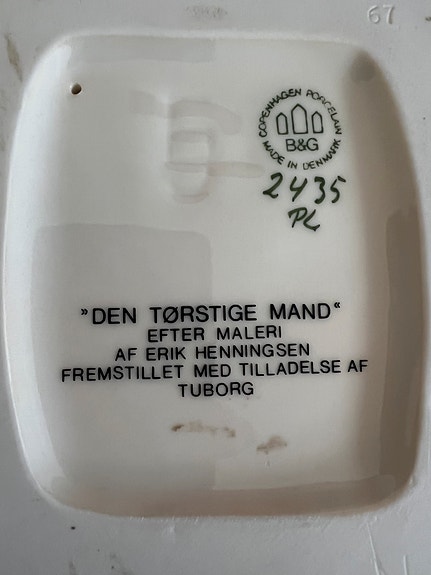 67
COPENHAGEN PORCELAIN
B&G
MADE IN DENMARK
2435
PL
"DEN TØRSTIGE MAND"
EFTER MALERI
AF ERIK HENNINGSEN
FREMSTILLET MED TILLADELSE AF
TUBORG